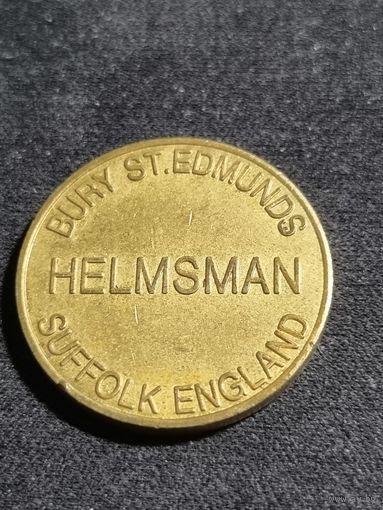 BURY ST.EDMUNDS
HELMSMAN
SUFFOLK ENGLAND